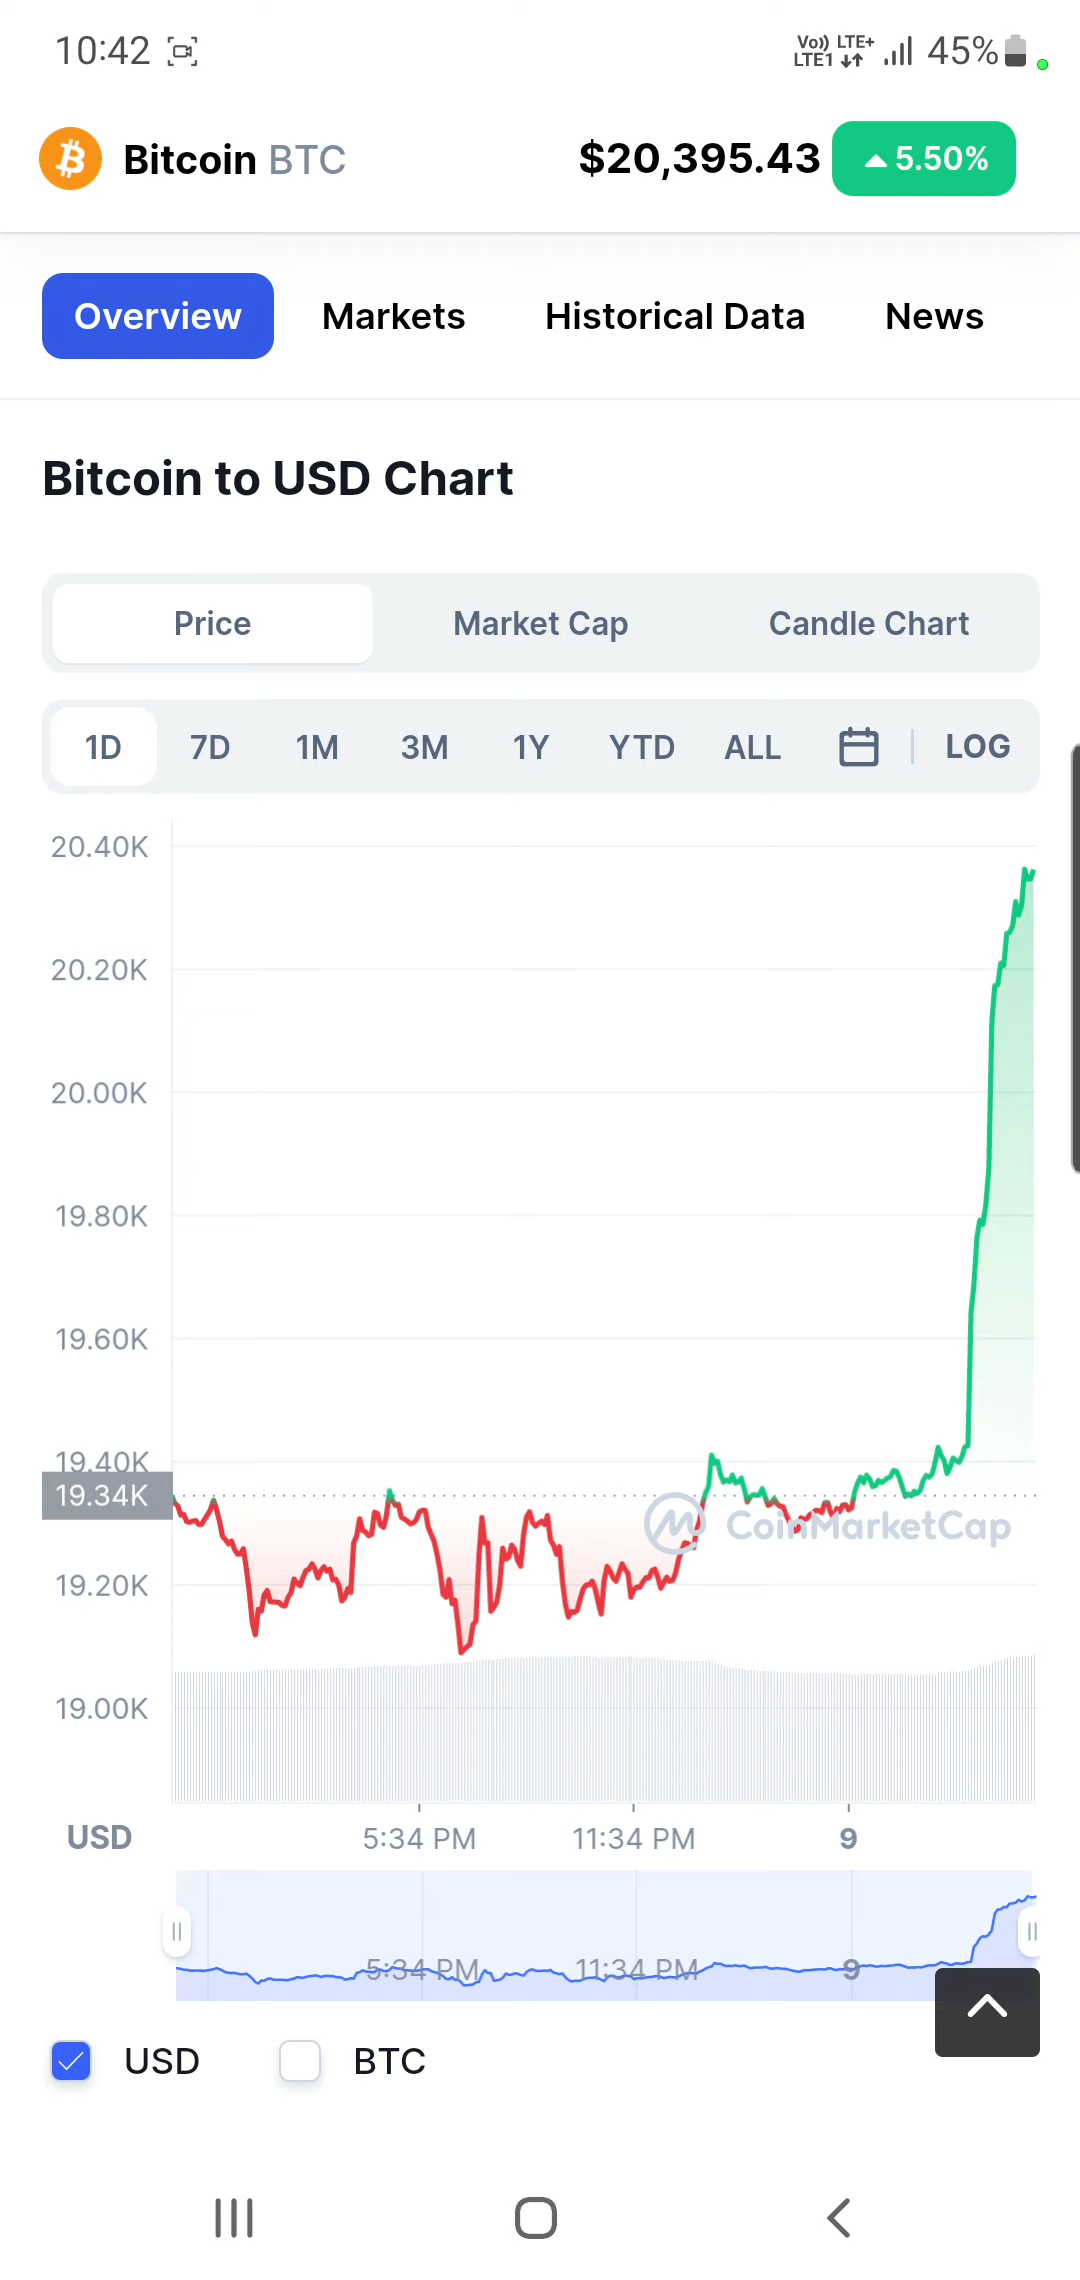 10:42 Vo)) LTE+ LTE1 45%
Bitcoin BTC $20,395.43 5.50%
Overview Markets Historical Data News
Bitcoin to USD Chart
Price Market Cap Candle Chart
1D 7D 1M 3M 1Y YTD ALL LOG
20.40K
20.20K
20.00K
19.80K
19.60K
19.40K
19.34K
CoinMarketCap
19.20K
19.00K
USD 5:34 PM 11:34 PM 9
5:34 PM 11:34 PM 9
USD BTC